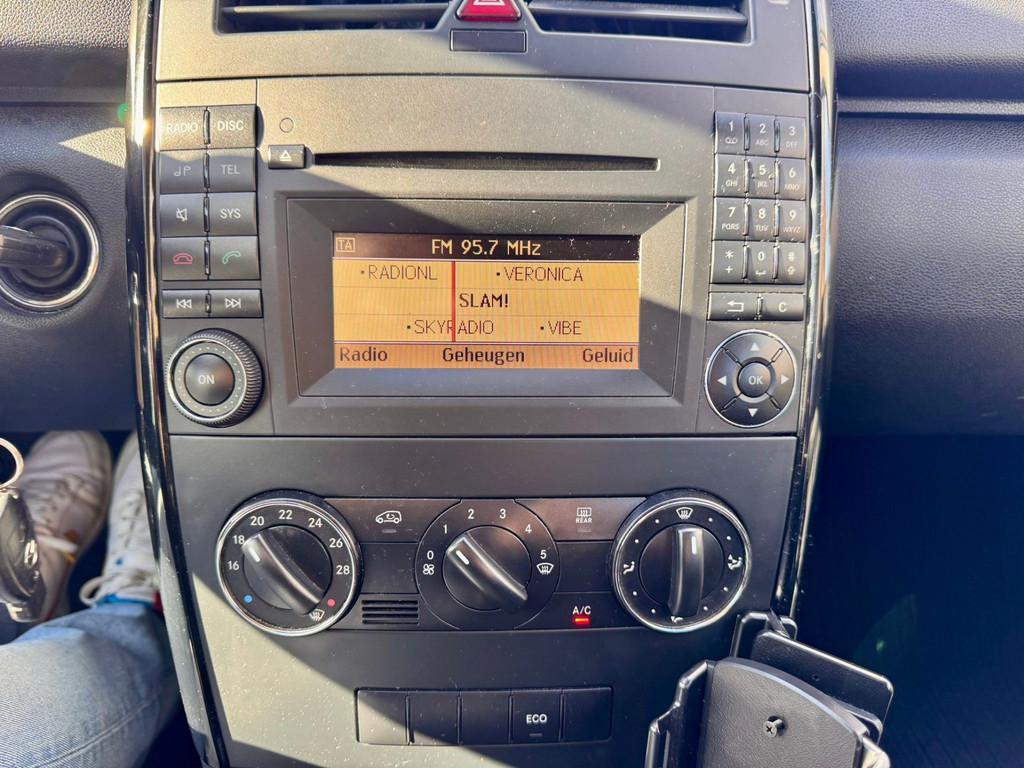 RADIO DISC
TEL
SYS
ON
TA FM 95.7 MHz
•RADIONL •VERONICA
SLAM!
•SKYRADIO •VIBE
Radio Geheugen Geluid
1 2 ABC 3 DEF
4 GHI 5 JKL 6 MNO
7 PQRS 8 TUV 9 WXYZ
* + 0 #
C
OK
16 18 20 22 24 26 28
0 1 2 3 4 5
REAR
A/C
ECO